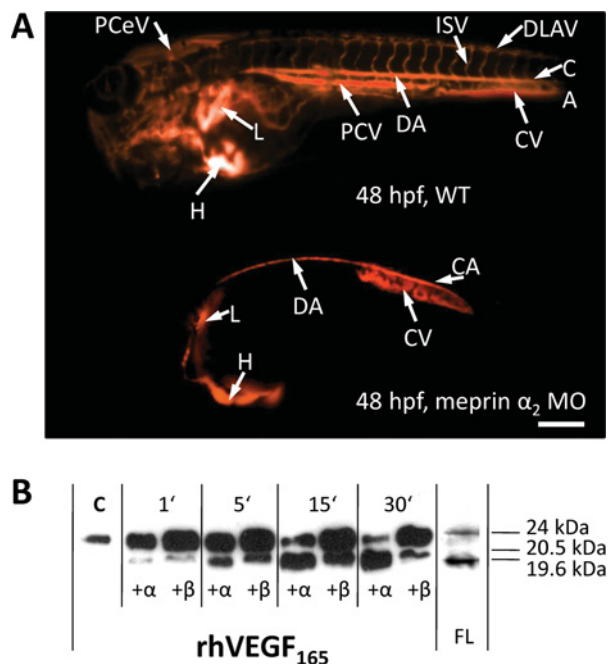 A
PCeV
ISV
DLAV
C
A
L
PCV
DA
CV
H
48 hpf, WT
CA
DA
CV
L
H
48 hpf, meprin α₂ MO
B
C
1‘
5‘
15‘
30‘
24 kDa
20.5 kDa
19.6 kDa
+α +β +α +β +α +β +α +β
FL
rhVEGF₁₆₅